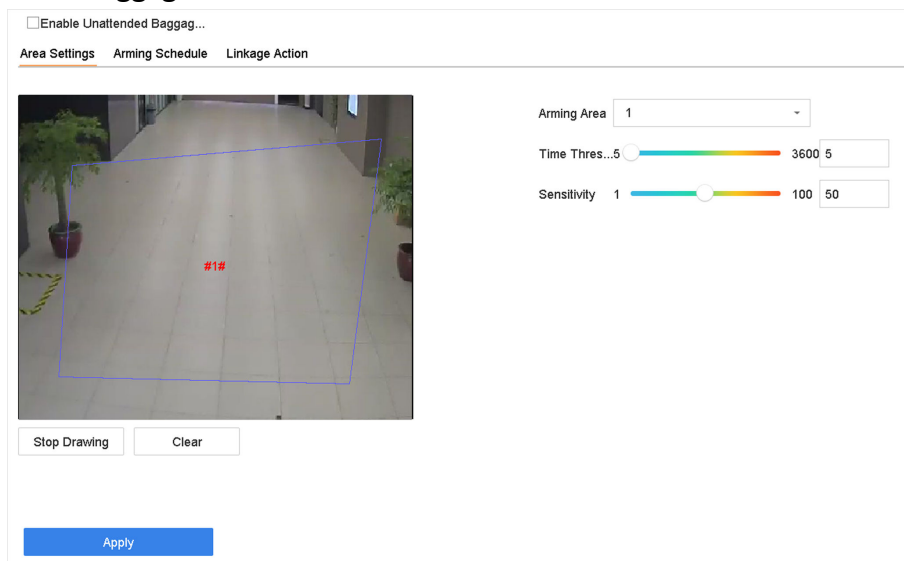 Enable Unattended Baggag...
Area Settings Arming Schedule Linkage Action
Arming Area 1
Time Thres...5 3600 5
Sensitivity 1 100 50
#1#
Stop Drawing Clear
Apply